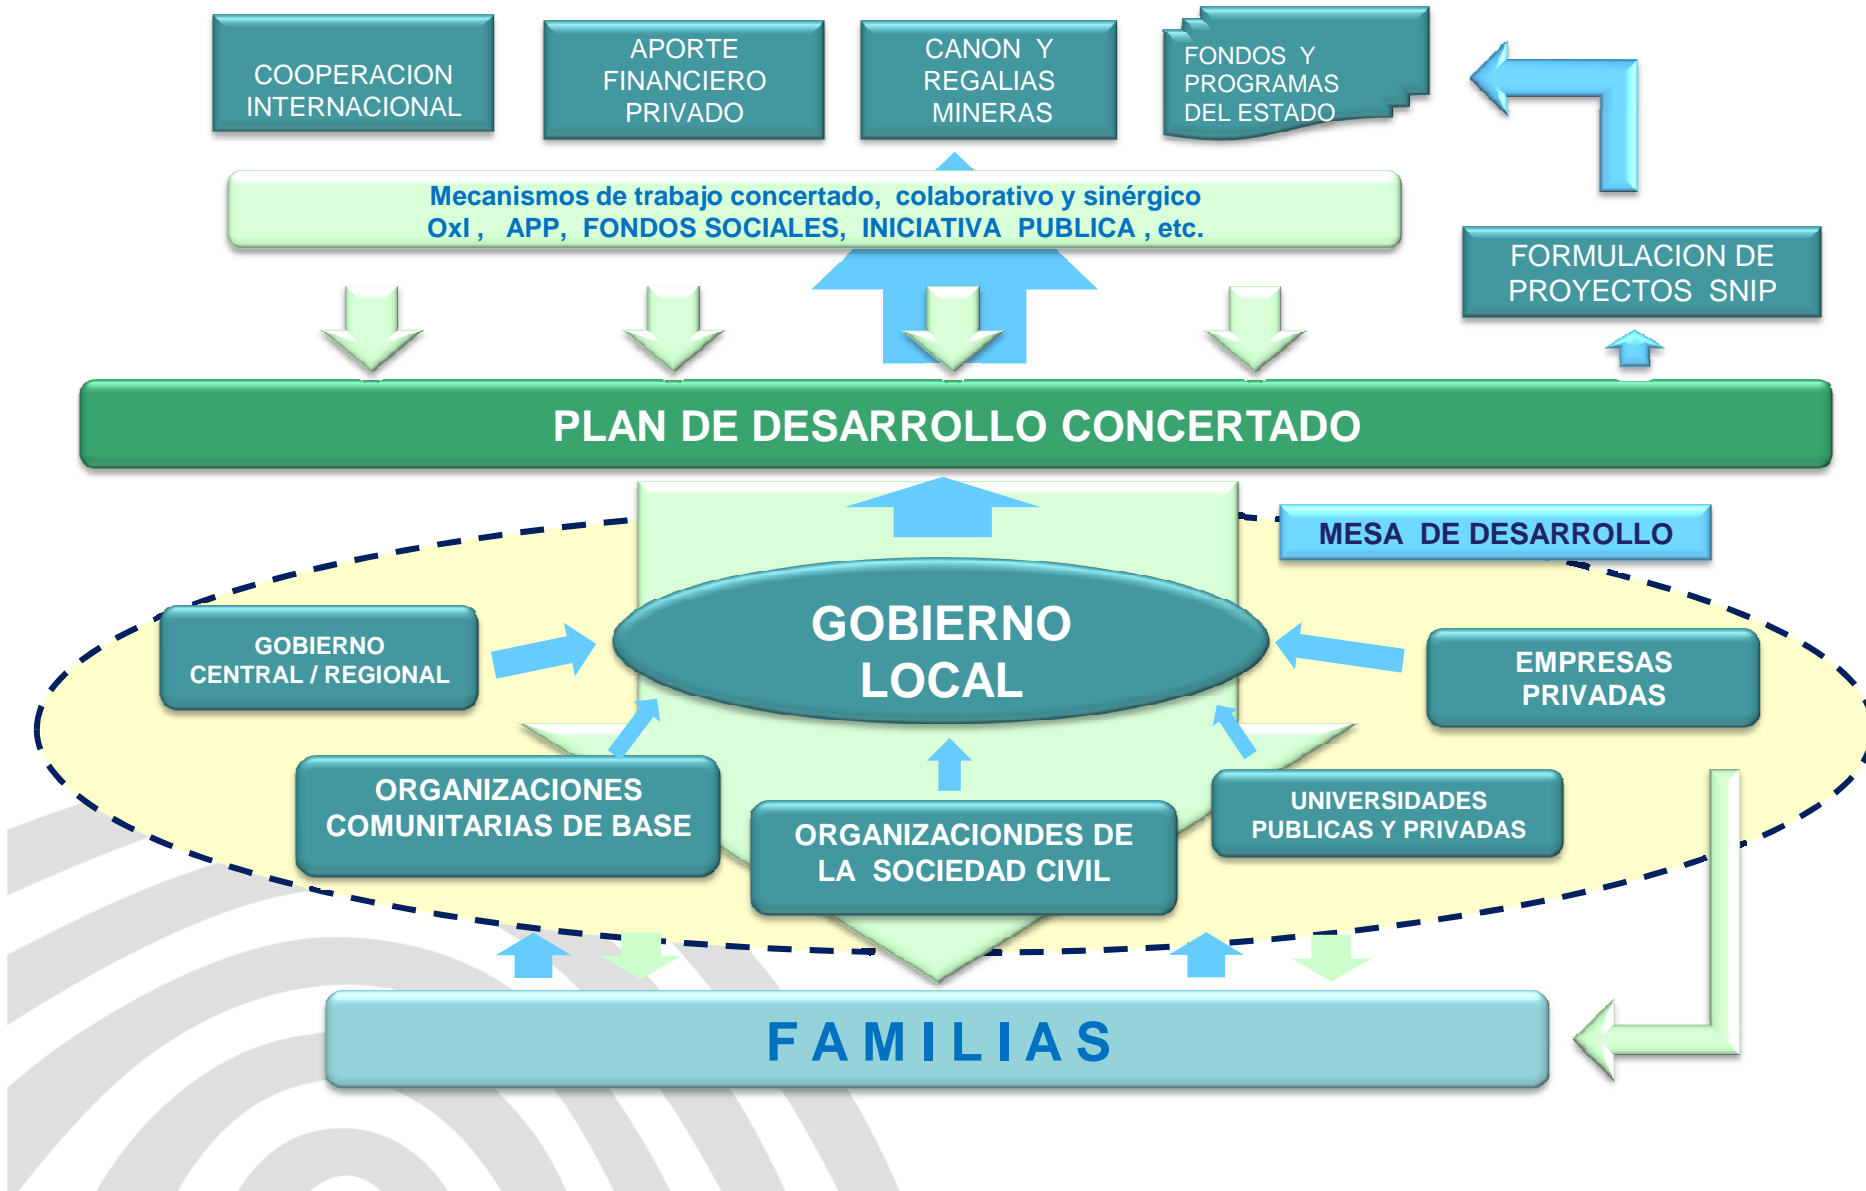 COOPERACION
INTERNACIONAL
APORTE
FINANCIERO
PRIVADO
CANON Y
REGALIAS
MINERAS
FONDOS Y
PROGRAMAS
DEL ESTADO
Mecanismos de trabajo concertado, colaborativo y sinérgico
OxI , APP, FONDOS SOCIALES, INICIATIVA PUBLICA , etc.
FORMULACION DE
PROYECTOS SNIP
PLAN DE DESARROLLO CONCERTADO
MESA DE DESARROLLO
GOBIERNO
LOCAL
GOBIERNO
CENTRAL / REGIONAL
EMPRESAS
PRIVADAS
ORGANIZACIONES
COMUNITARIAS DE BASE
ORGANIZACIONDES DE
LA SOCIEDAD CIVIL
UNIVERSIDADES
PUBLICAS Y PRIVADAS
F A M I L I A S